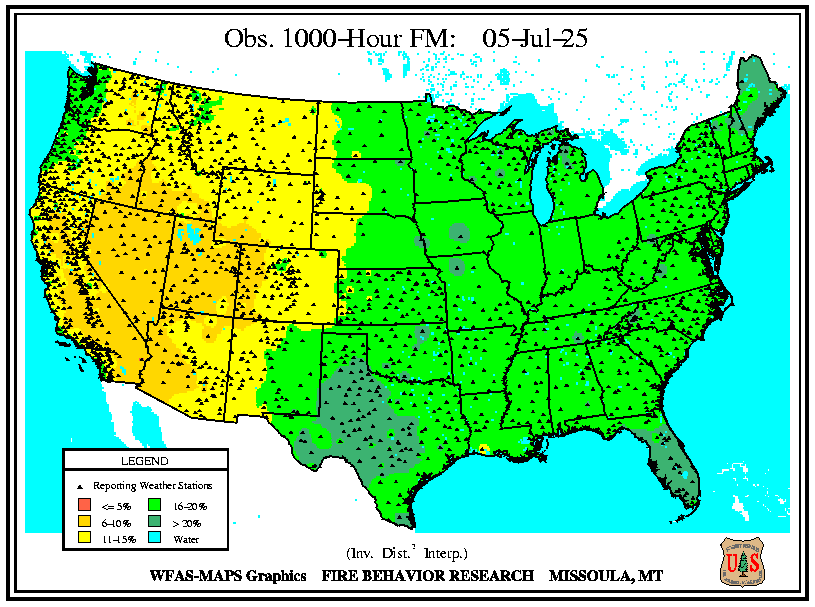 Obs. 1000-Hour FM: 05-Jul-25
LEGEND
Reporting Weather Stations
<= 5%
16-20%
6-10%
> 20%
11-15%
Water
(Inv. Dist.² Interp.)
WFAS-MAPS Graphics FIRE BEHAVIOR RESEARCH MISSOULA, MT
U S